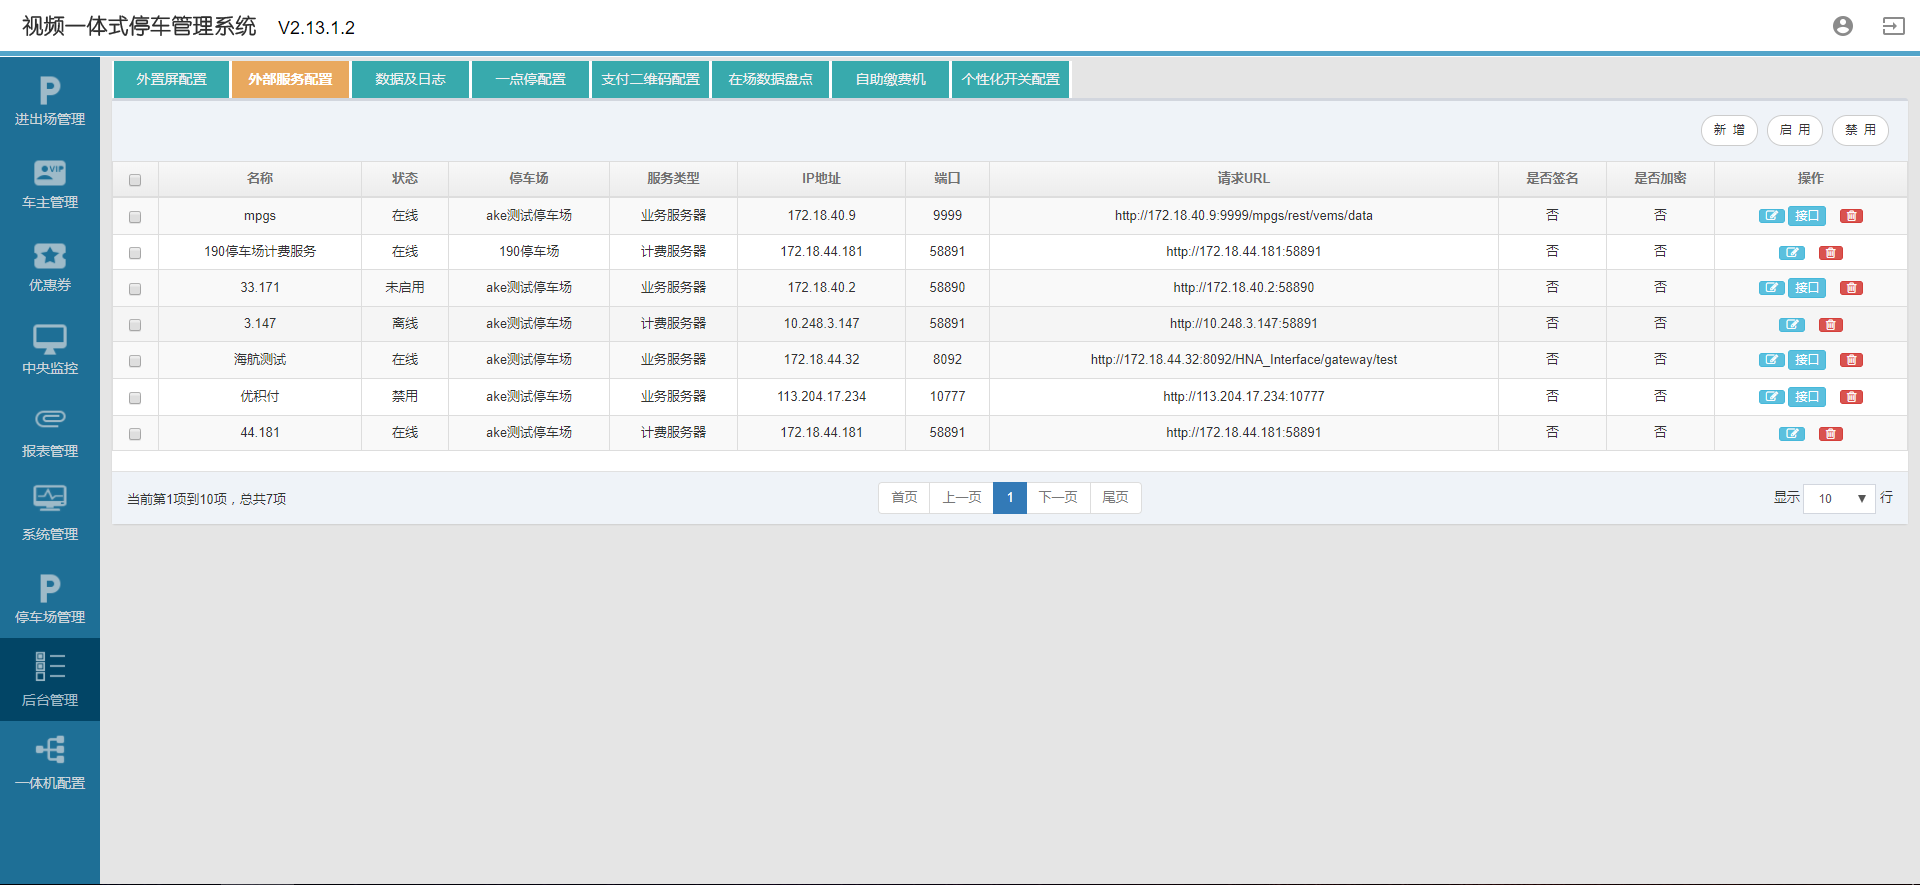 视频一体式停车管理系统 V2.13.1.2
外置屏配置 外部服务配置 数据及日志 一点停配置 支付二维码配置 在场数据盘点 自助缴费机 个性化开关配置
进出场管理
车主管理
优惠券
中央监控
报表管理
系统管理
停车场管理
后台管理
一体机配置
新 增 启 用 禁 用
名称 状态 停车场 服务类型 IP地址 端口 请求URL 是否签名 是否加密 操作
mpgs 在线 ake测试停车场 业务服务器 172.18.40.9 9999 http://172.18.40.9:9999/mpgs/rest/vems/data 否 否 接口
190停车场计费服务 在线 190停车场 计费服务器 172.18.44.181 58891 http://172.18.44.181:58891 否 否
33.171 未启用 ake测试停车场 业务服务器 172.18.40.2 58890 http://172.18.40.2:58890 否 否 接口
3.147 离线 ake测试停车场 计费服务器 10.248.3.147 58891 http://10.248.3.147:58891 否 否
海航测试 在线 ake测试停车场 业务服务器 172.18.44.32 8092 http://172.18.44.32:8092/HNA_Interface/gateway/test 否 否 接口
优积付 禁用 ake测试停车场 业务服务器 113.204.17.234 10777 http://113.204.17.234:10777 否 否 接口
44.181 在线 ake测试停车场 计费服务器 172.18.44.181 58891 http://172.18.44.181:58891 否 否
当前第1项到10项，总共7项 首页 上一页 1 下一页 尾页 显示 10 行